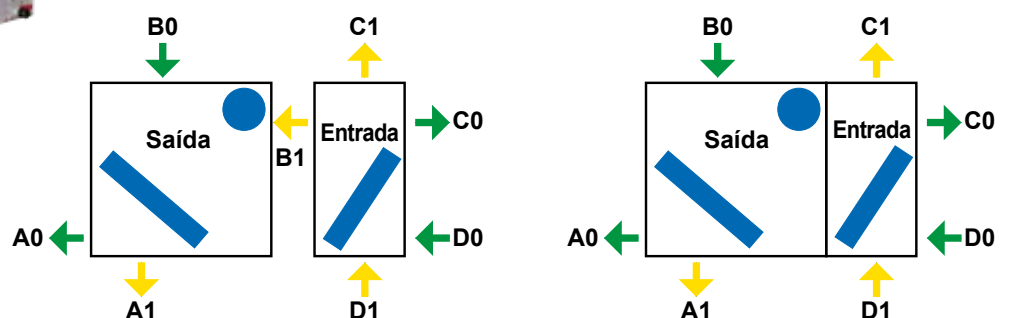 B0 C1
Saída Entrada C0
B1
A0 D0
A1 D1
B0 C1
Saída Entrada C0
A0 D0
A1 D1